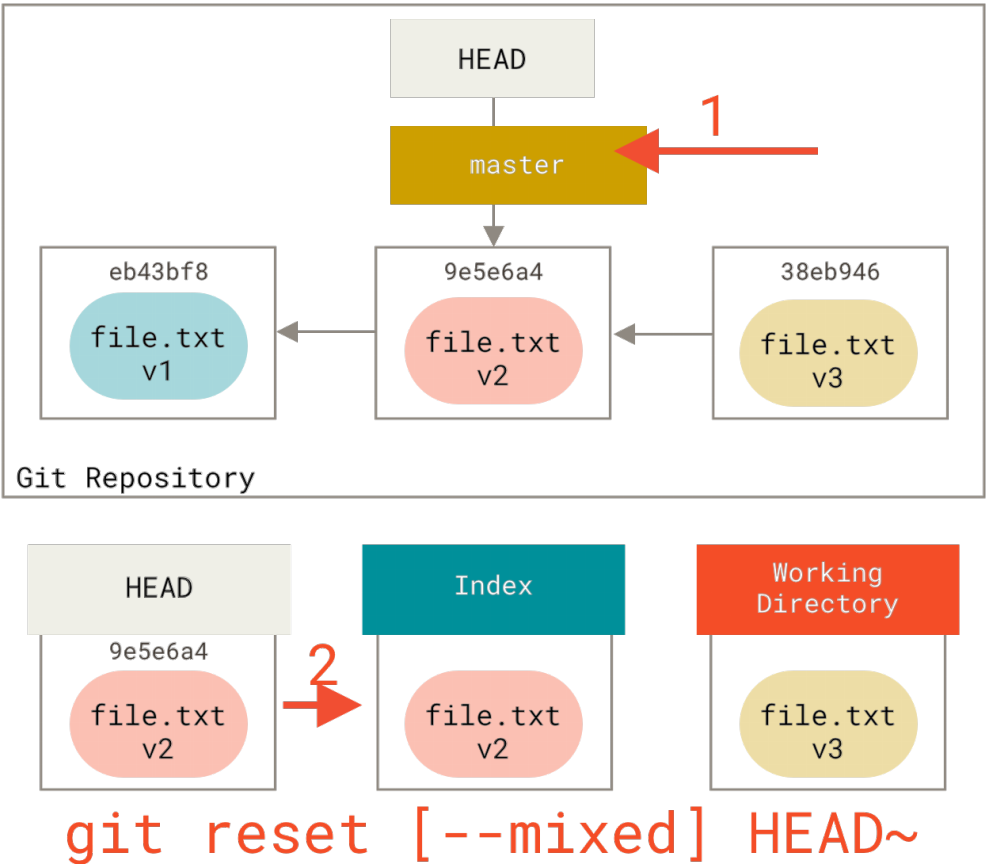 HEAD
1
master
eb43bf8
file.txt
v1
9e5e6a4
file.txt
v2
38eb946
file.txt
v3
Git Repository
HEAD
9e5e6a4
file.txt
v2
2
Index
file.txt
v2
Working
Directory
file.txt
v3
git reset [--mixed] HEAD~